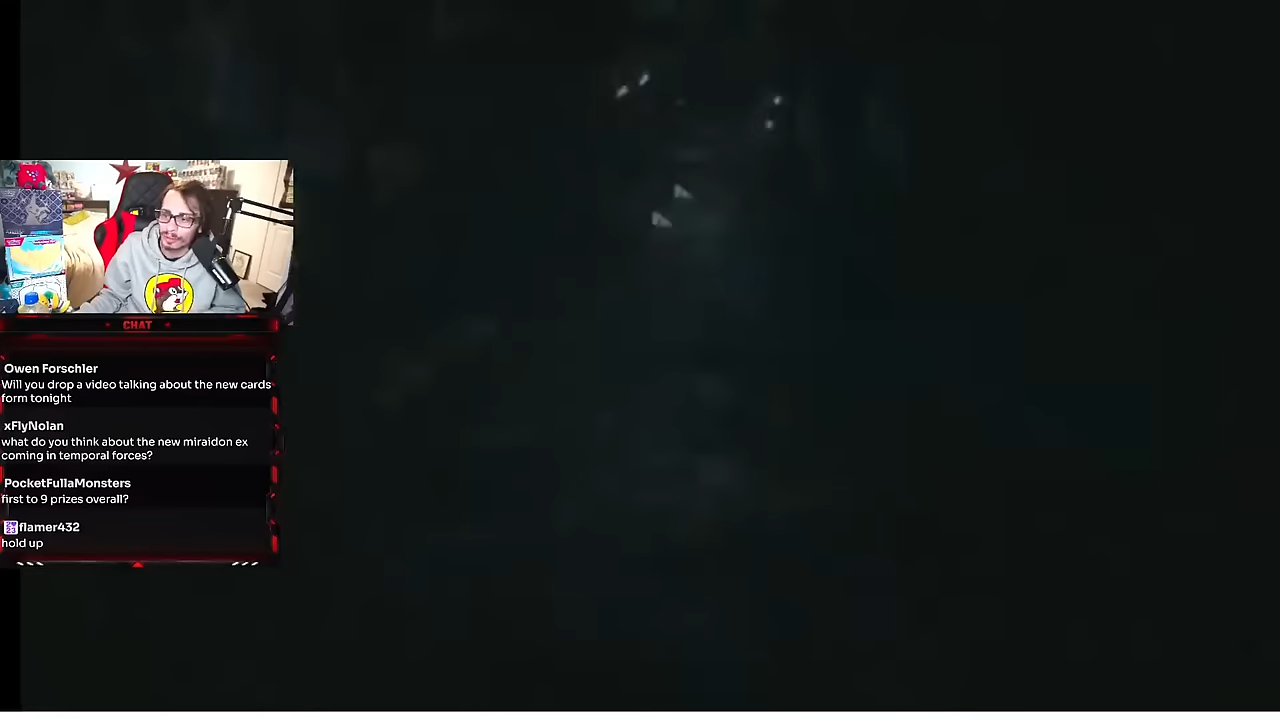 CHAT
Owen Forschler
Will you drop a video talking about the new cards
form tonight
xFlyNolan
what do you think about the new miraidon ex
coming in temporal forces?
PocketFullaMonsters
first to 9 prizes overall?
flamer432
hold up